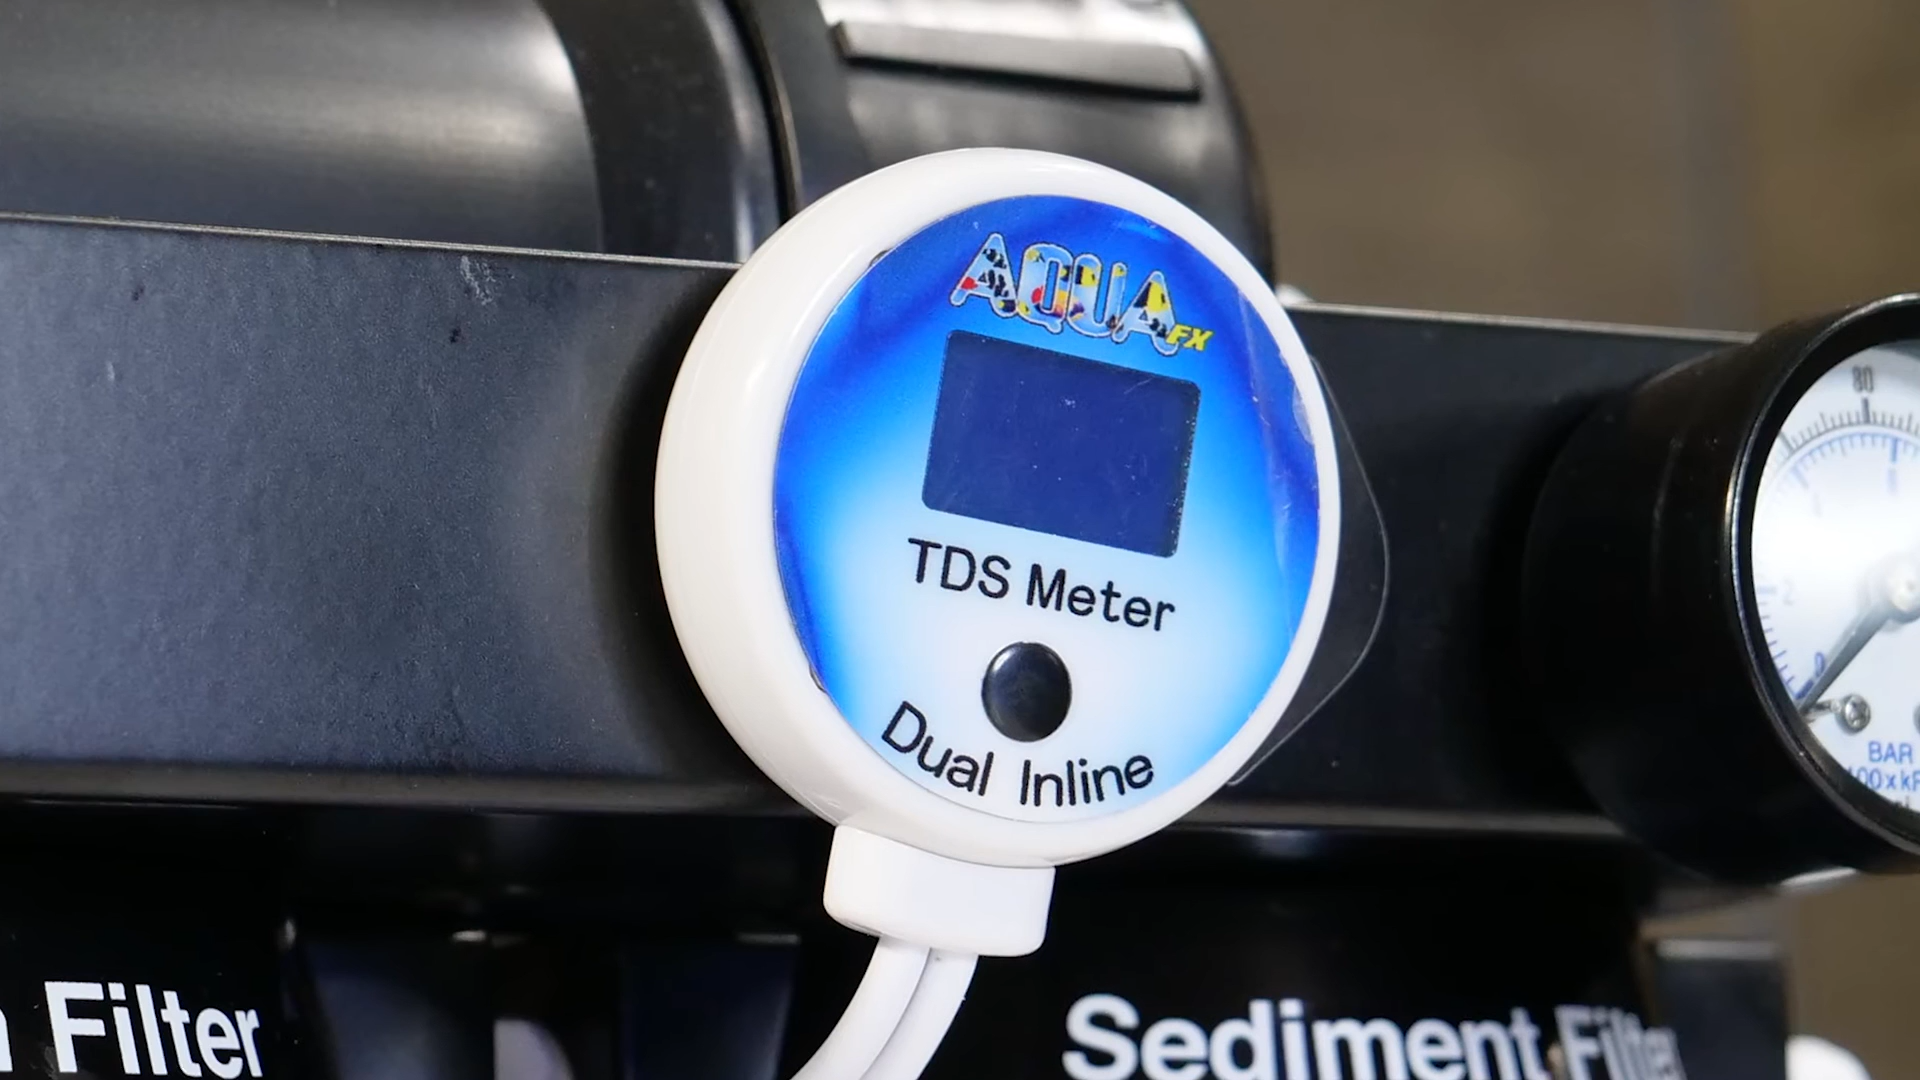 AQUA FX
TDS Meter
Dual Inline
80
BAR
Filter
Sediment Filter